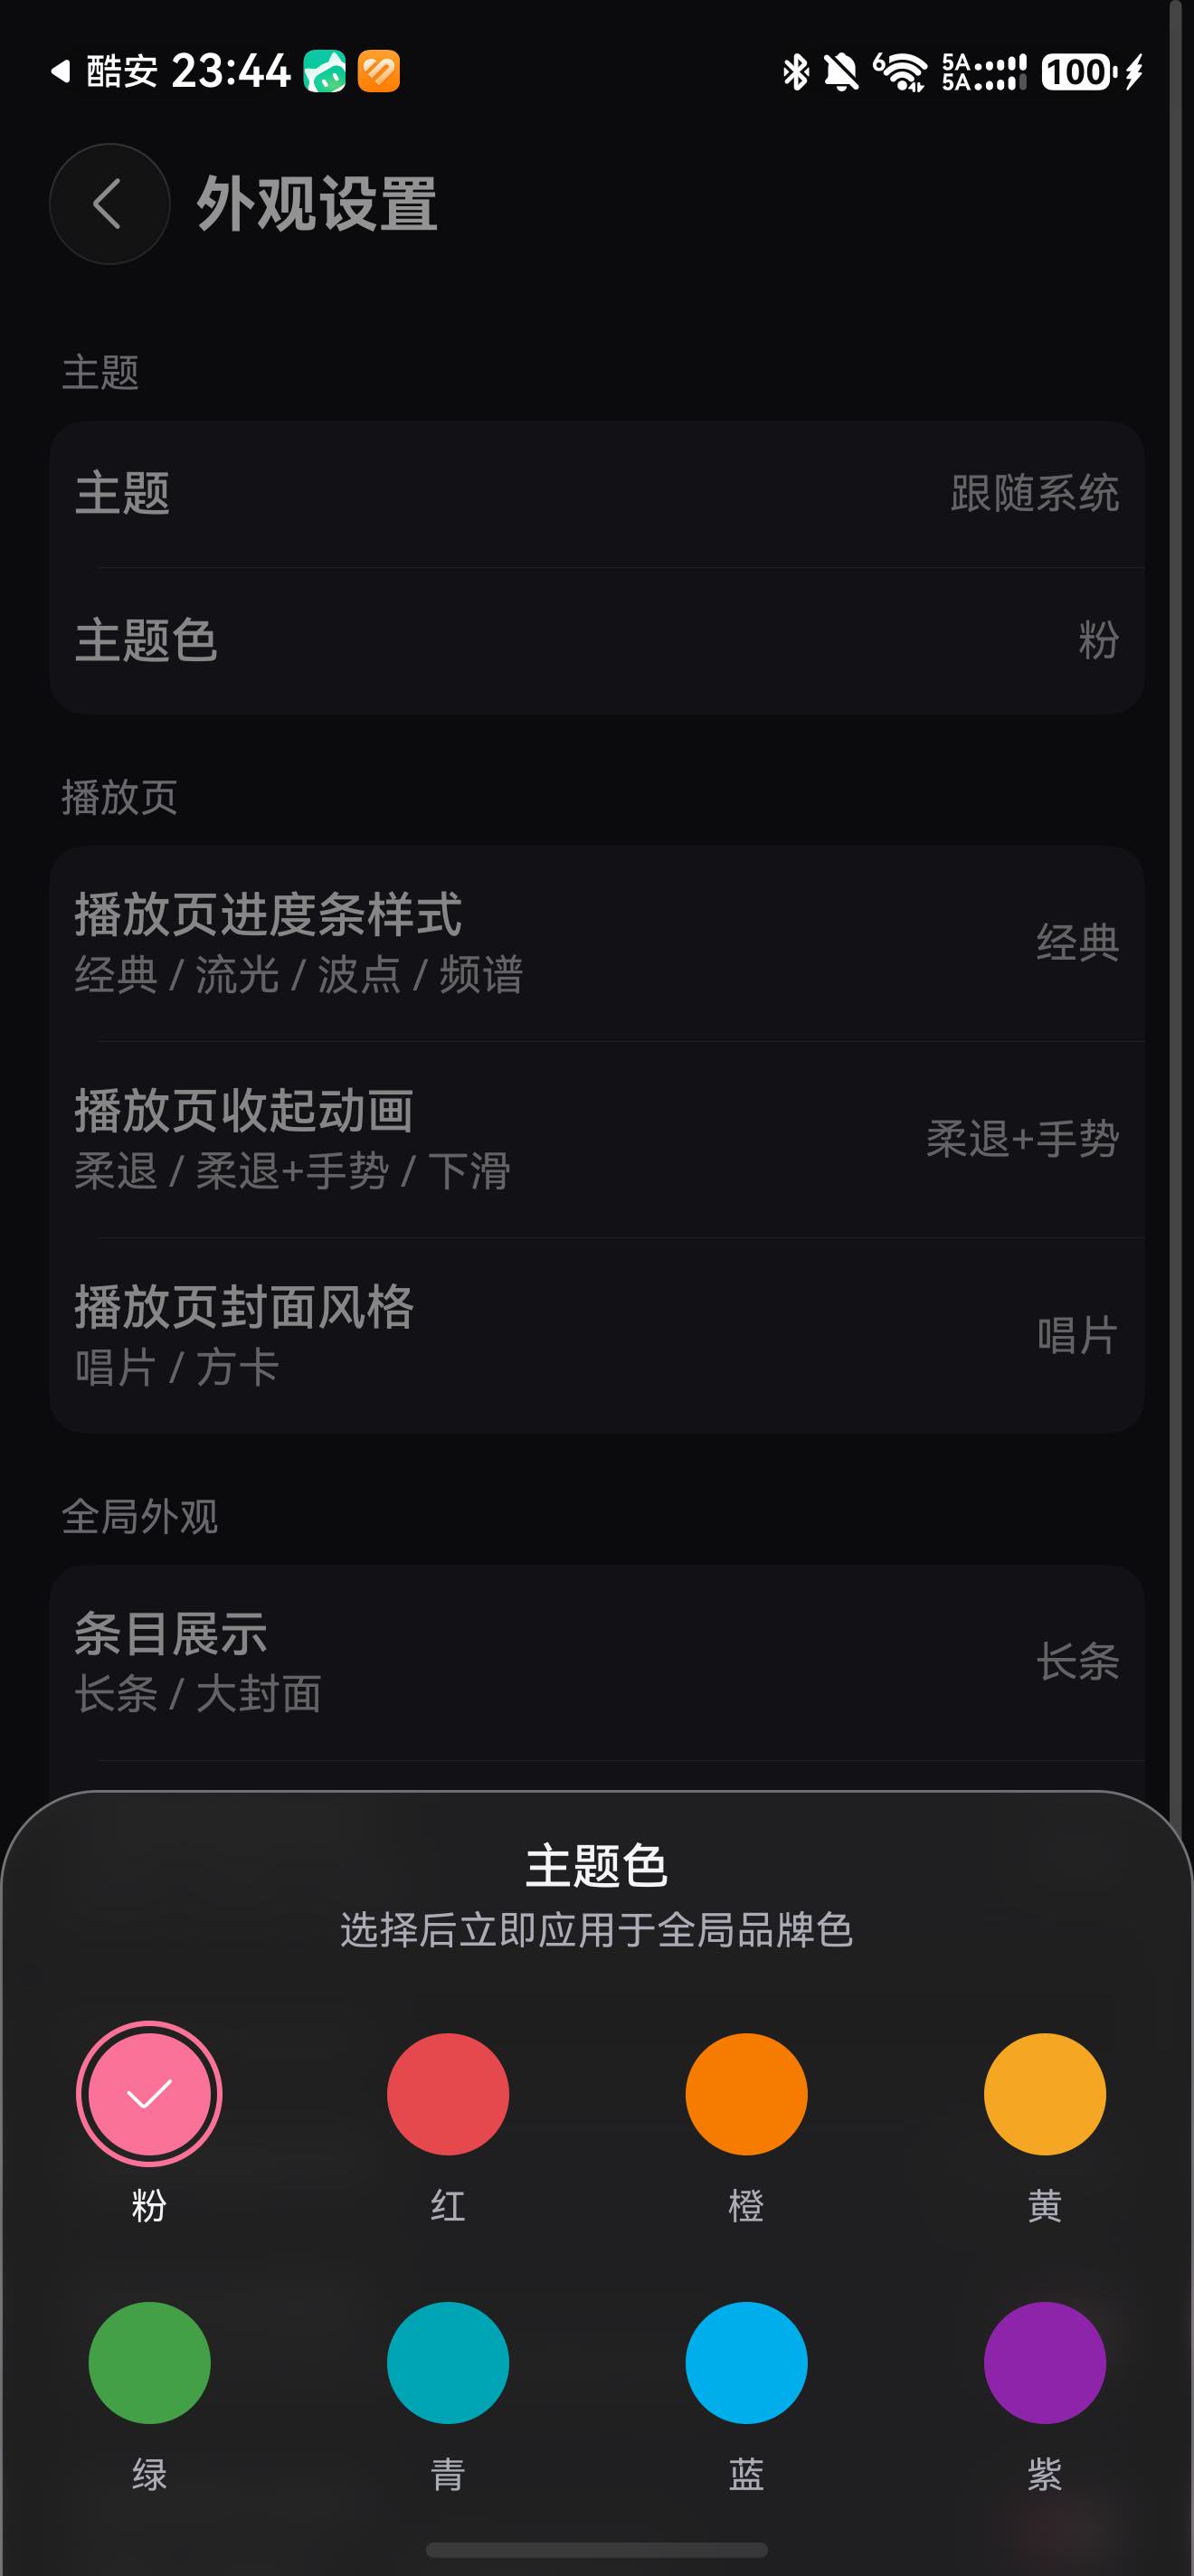 酷安 23:44
6 5A 5A 100
外观设置
主题
主题 跟随系统
主题色 粉
播放页
播放页进度条样式
经典 / 流光 / 波点 / 频谱
经典
播放页收起动画
柔退 / 柔退+手势 / 下滑
柔退+手势
播放页封面风格
唱片 / 方卡
唱片
全局外观
条目展示
长条 / 大封面
长条
主题色
选择后立即应用于全局品牌色
粉 红 橙 黄
绿 青 蓝 紫